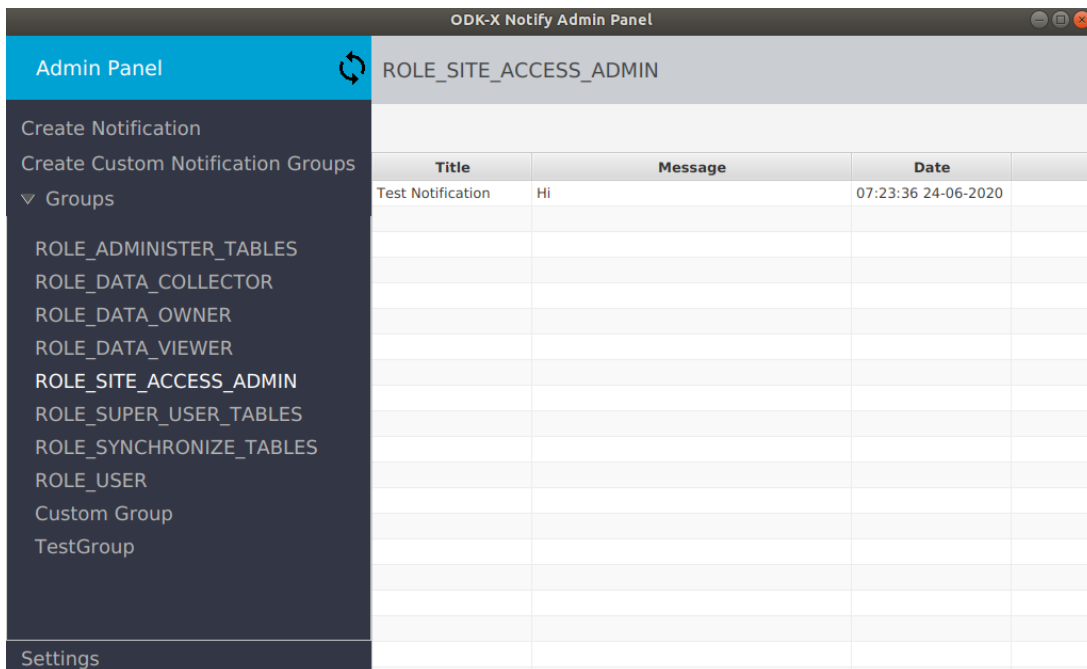 ODK-X Notify Admin Panel
Admin Panel
ROLE_SITE_ACCESS_ADMIN
Create Notification
Create Custom Notification Groups
Groups
ROLE_ADMINISTER_TABLES
ROLE_DATA_COLLECTOR
ROLE_DATA_OWNER
ROLE_DATA_VIEWER
ROLE_SITE_ACCESS_ADMIN
ROLE_SUPER_USER_TABLES
ROLE_SYNCHRONIZE_TABLES
ROLE_USER
Custom Group
TestGroup
Settings
Title Message Date
Test Notification Hi 07:23:36 24-06-2020